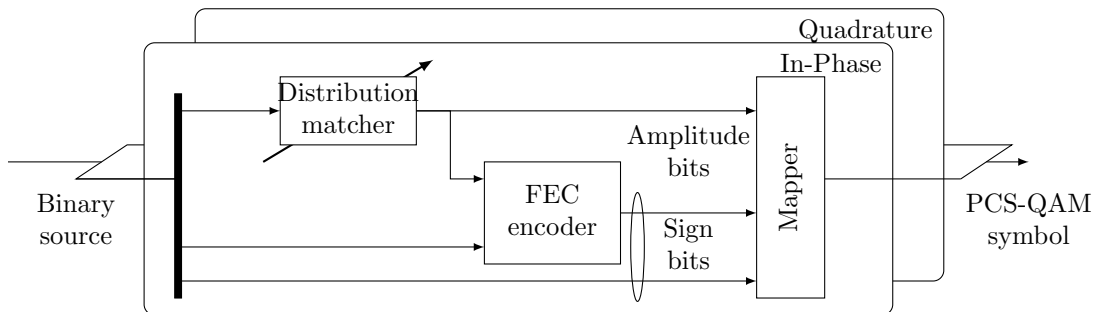 Quadrature
In-Phase
Distribution
matcher
Amplitude
bits
Mapper
FEC
encoder
Binary
source
Sign
bits
PCS-QAM
symbol